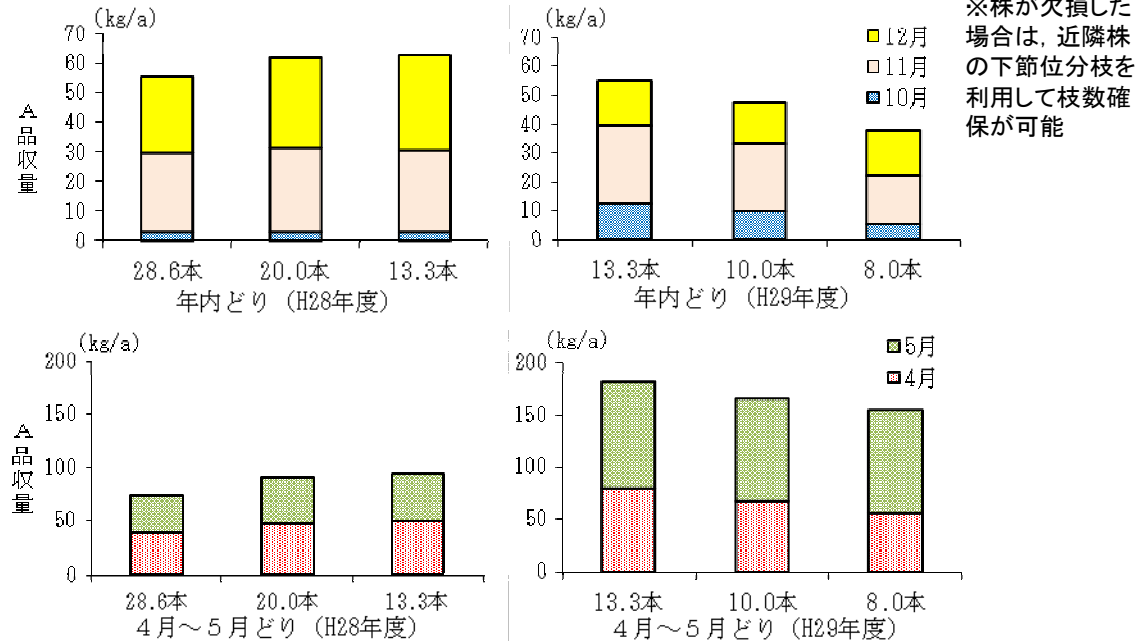 (kg/a)
70
60
50
40
30
20
10
0
A品収量
28.6本 20.0本 13.3本
年内どり (H28年度)
(kg/a)
70
60
50
40
30
20
10
0
12月
11月
10月
13.3本 10.0本 8.0本
年内どり (H29年度)
※株が欠損した
場合は，近隣株
の下節位分枝を
利用して枝数確
保が可能
(kg/a)
200
150
100
50
0
A品収量
28.6本 20.0本 13.3本
4月～5月どり (H28年度)
(kg/a)
200
150
100
50
0
5月
4月
13.3本 10.0本 8.0本
4月～5月どり (H29年度)